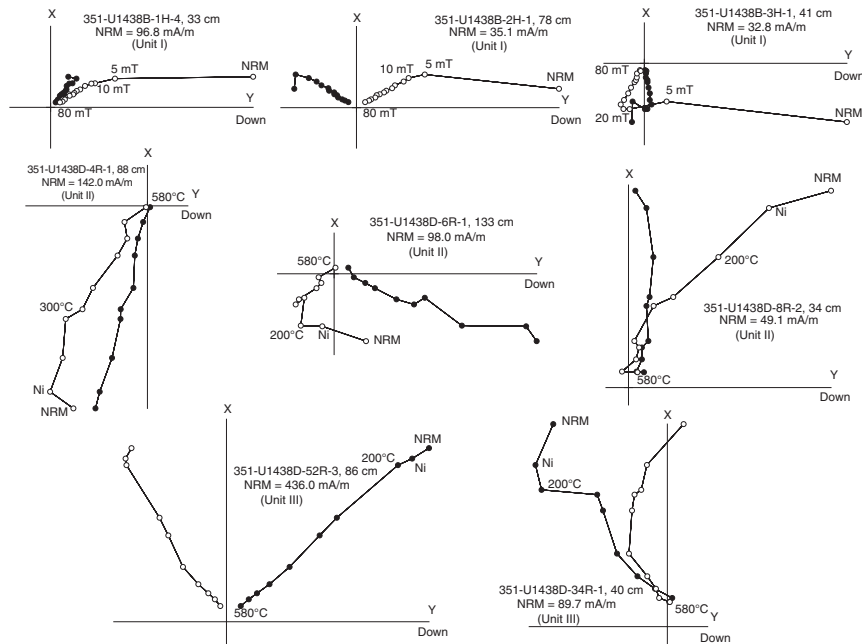 X
351-U1438B-1H-4, 33 cm
NRM = 96.8 mA/m
(Unit I)
5 mT
NRM
10 mT
Y
80 mT
Down
X
351-U1438B-2H-1, 78 cm
NRM = 35.1 mA/m
(Unit I)
10 mT
5 mT
NRM
Y
80 mT
Down
X
351-U1438B-3H-1, 41 cm
NRM = 32.8 mA/m
(Unit I)
Y
80 mT
Down
5 mT
20 mT
NRM
X
351-U1438D-4R-1, 88 cm
NRM = 142.0 mA/m
(Unit II)
580°C
Y
Down
300°C
Ni
NRM
X
351-U1438D-6R-1, 133 cm
NRM = 98.0 mA/m
(Unit II)
580°C
Y
Down
200°C
Ni
NRM
X
NRM
Ni
200°C
351-U1438D-8R-2, 34 cm
NRM = 49.1 mA/m
(Unit II)
580°C
Y
Down
X
NRM
200°C
Ni
351-U1438D-52R-3, 86 cm
NRM = 436.0 mA/m
(Unit III)
580°C
Y
Down
X
NRM
Ni
200°C
351-U1438D-34R-1, 40 cm
NRM = 89.7 mA/m
(Unit III)
580°C
Y
Down